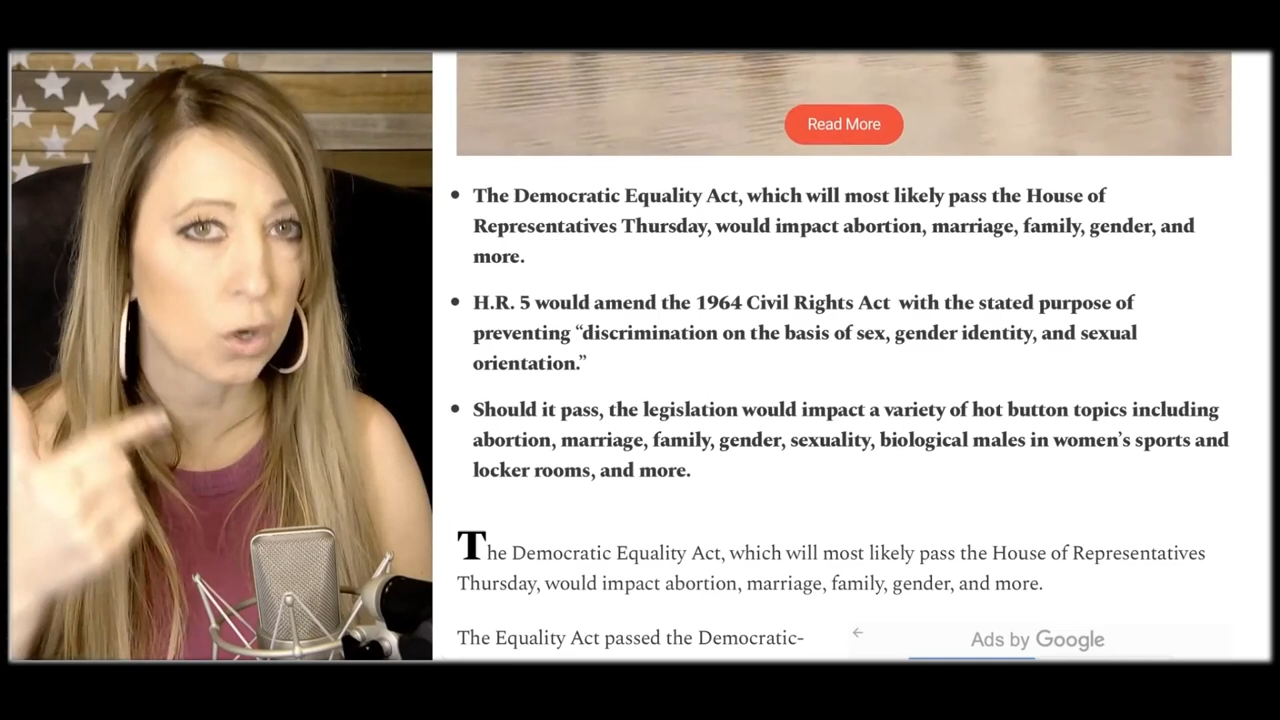 Read More
The Democratic Equality Act, which will most likely pass the House of
Representatives Thursday, would impact abortion, marriage, family, gender, and
more.
H.R. 5 would amend the 1964 Civil Rights Act with the stated purpose of
preventing “discrimination on the basis of sex, gender identity, and sexual
orientation.”
Should it pass, the legislation would impact a variety of hot button topics including
abortion, marriage, family, gender, sexuality, biological males in women’s sports and
locker rooms, and more.
The Democratic Equality Act, which will most likely pass the House of Representatives
Thursday, would impact abortion, marriage, family, gender, and more.
The Equality Act passed the Democratic-
Ads by Google